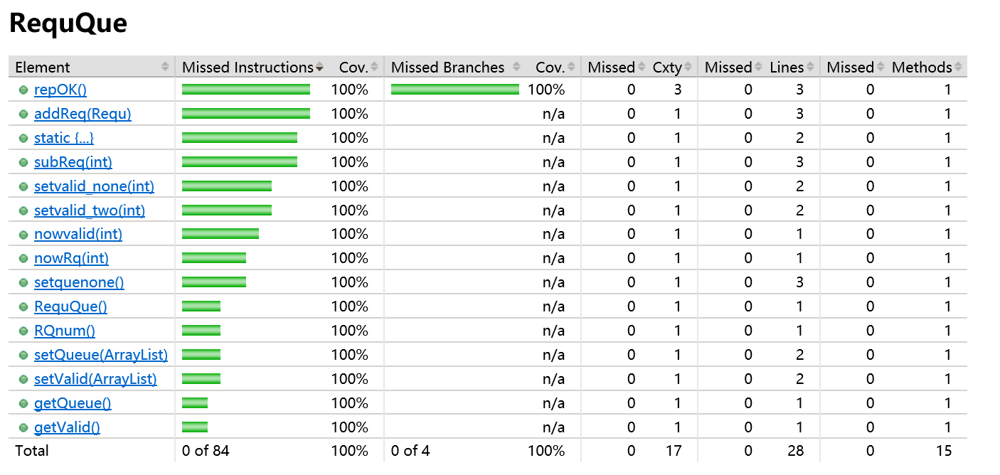 RequQue
Element Missed Instructions Cov. Missed Branches Cov. Missed Cxty Missed Lines Missed Methods
repOK() 100% 100% 0 3 0 3 0 1
addReq(Requ) 100% n/a 0 1 0 3 0 1
static {...} 100% n/a 0 1 0 2 0 1
subReq(int) 100% n/a 0 1 0 3 0 1
setvalid_none(int) 100% n/a 0 1 0 2 0 1
setvalid_two(int) 100% n/a 0 1 0 2 0 1
nowvalid(int) 100% n/a 0 1 0 1 0 1
nowRq(int) 100% n/a 0 1 0 1 0 1
setquenone() 100% n/a 0 1 0 3 0 1
RequQue() 100% n/a 0 1 0 1 0 1
RQnum() 100% n/a 0 1 0 1 0 1
setQueue(ArrayList) 100% n/a 0 1 0 2 0 1
setValid(ArrayList) 100% n/a 0 1 0 2 0 1
getQueue() 100% n/a 0 1 0 1 0 1
getValid() 100% n/a 0 1 0 1 0 1
Total 0 of 84 100% 0 of 4 100% 0 17 0 28 0 15